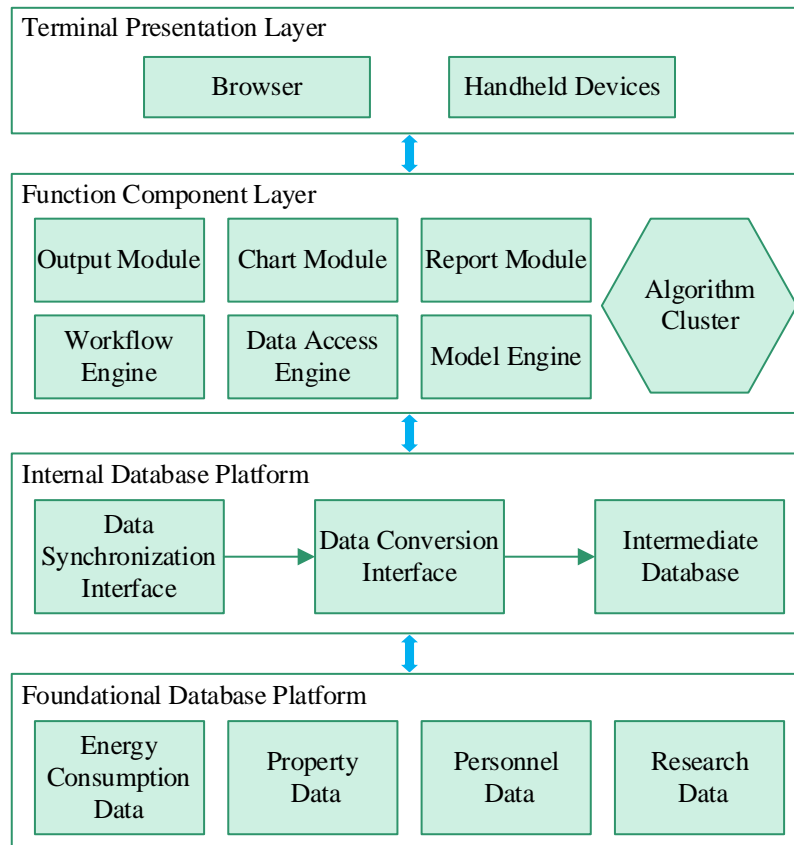 Terminal Presentation Layer
Browser
Handheld Devices
Function Component Layer
Output Module
Chart Module
Report Module
Algorithm
Cluster
Workflow
Engine
Data Access
Engine
Model Engine
Internal Database Platform
Data
Synchronization
Interface
Data Conversion
Interface
Intermediate
Database
Foundational Database Platform
Energy
Consumption
Data
Property
Data
Personnel
Data
Research
Data